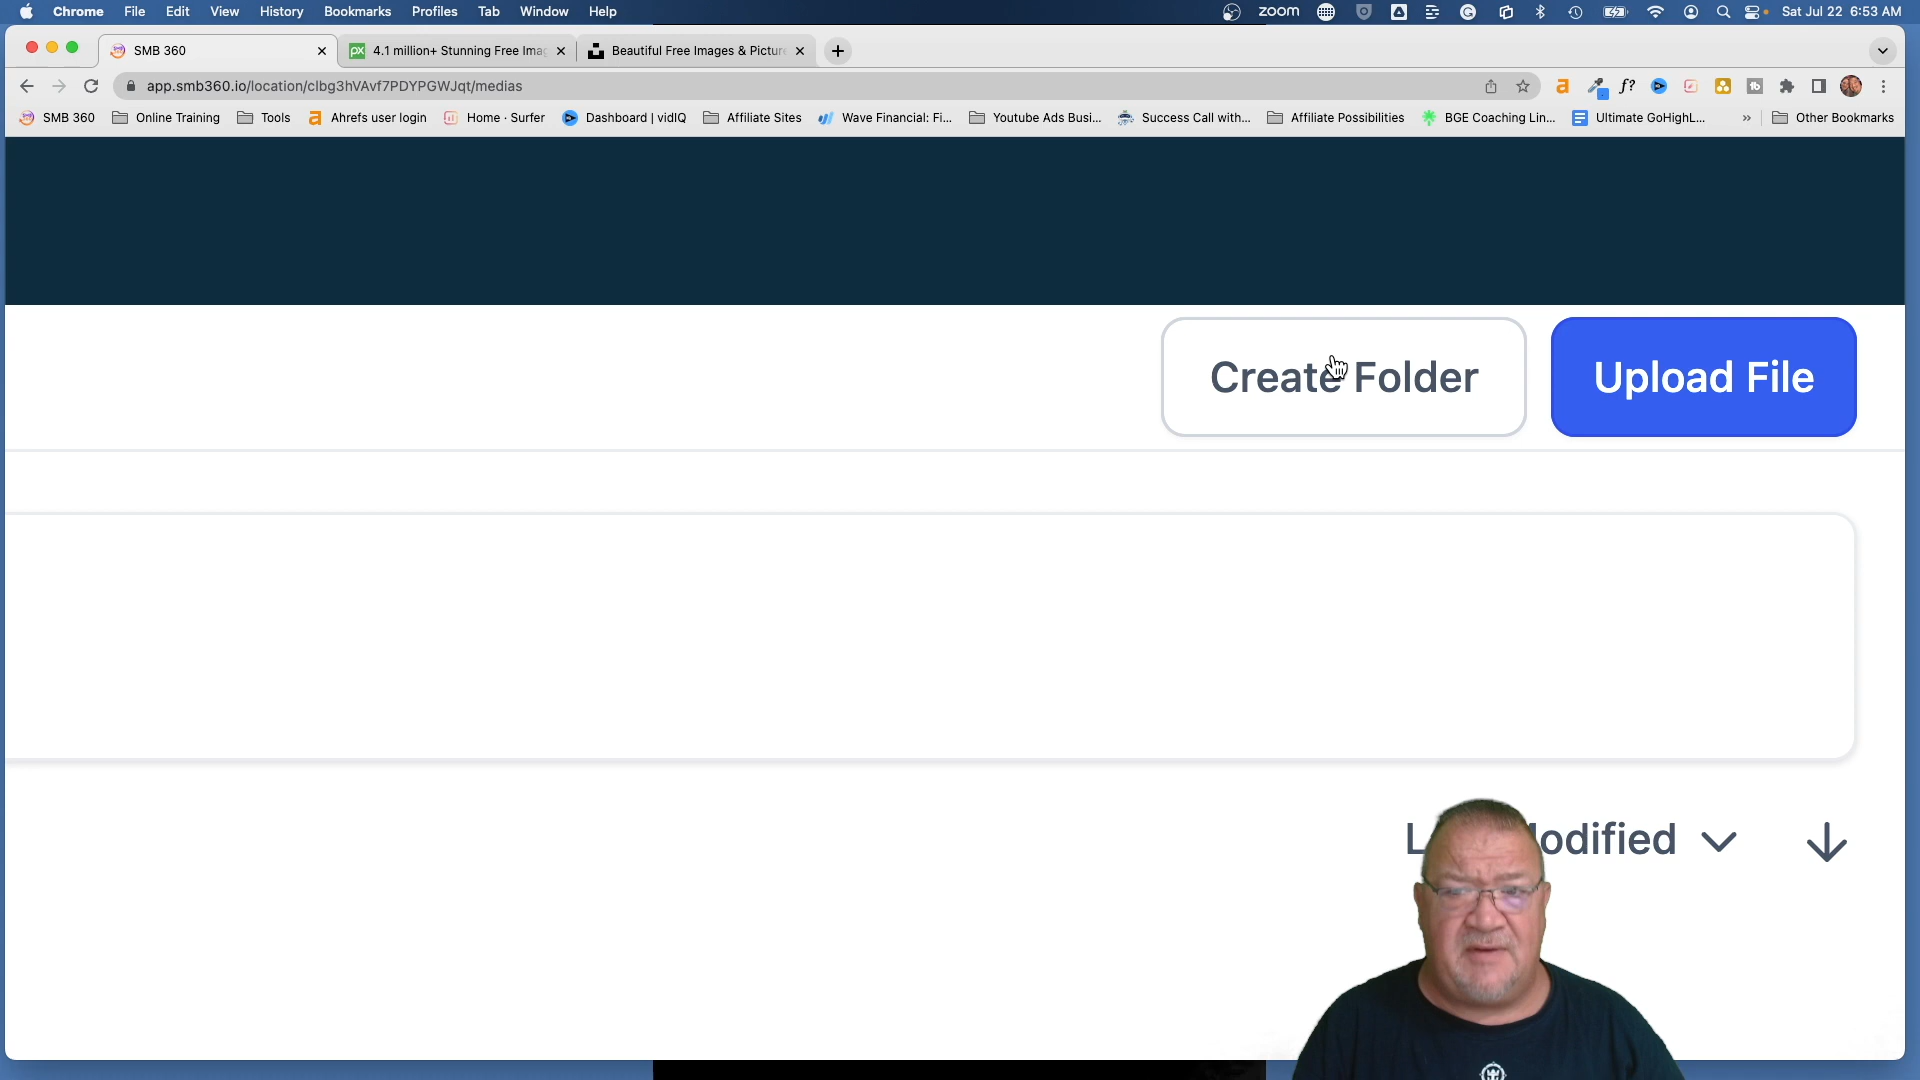 Chrome File Edit View History Bookmarks Profiles Tab Window Help zoom Sat Jul 22 6:53 AM
SMB 360 4.1 million+ Stunning Free Imag Beautiful Free Images & Picture
app.smb360.io/location/clbg3hVAvf7PDYPGWJqt/medias f?
SMB 360 Online Training Tools Ahrefs user login Home · Surfer Dashboard | vidIQ Affiliate Sites Wave Financial: Fi... Youtube Ads Busi... Success Call with... Affiliate Possibilities BGE Coaching Lin... Ultimate GoHighL... » Other Bookmarks
Create Folder Upload File